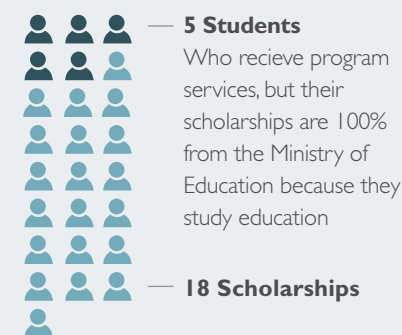 5 Students
Who recieve program
services, but their
scholarships are 100%
from the Ministry of
Education because they
study education
18 Scholarships